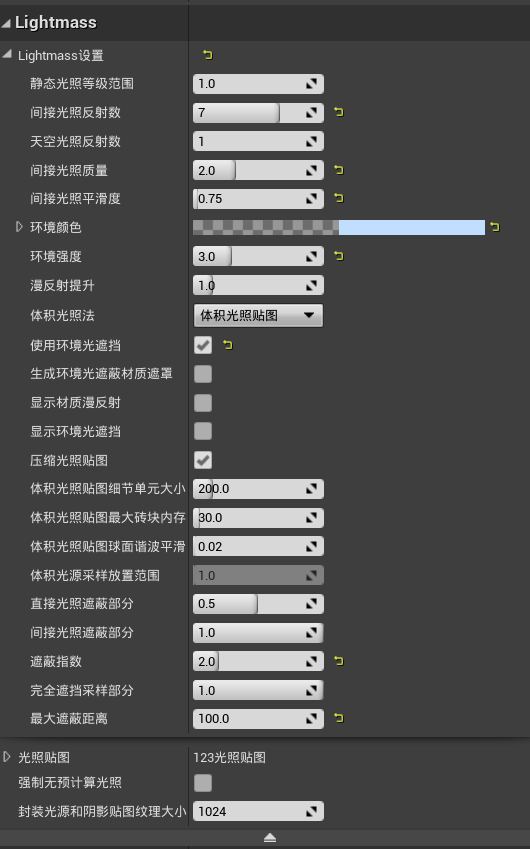 Lightmass
Lightmass设置
静态光照等级范围 1.0
间接光照反射数 7
天空光照反射数 1
间接光照质量 2.0
间接光照平滑度 0.75
环境颜色
环境强度 3.0
漫反射提升 1.0
体积光照法 体积光照贴图
使用环境光遮挡
生成环境光遮蔽材质遮罩
显示材质漫反射
显示环境光遮挡
压缩光照贴图
体积光照贴图细节单元大小 200.0
体积光照贴图最大砖块内存 30.0
体积光照贴图球面谐波平滑 0.02
体积光源采样放置范围 1.0
直接光照遮蔽部分 0.5
间接光照遮蔽部分 1.0
遮蔽指数 2.0
完全遮挡采样部分 1.0
最大遮蔽距离 100.0
光照贴图 123光照贴图
强制无预计算光照
封装光源和阴影贴图纹理大小 1024